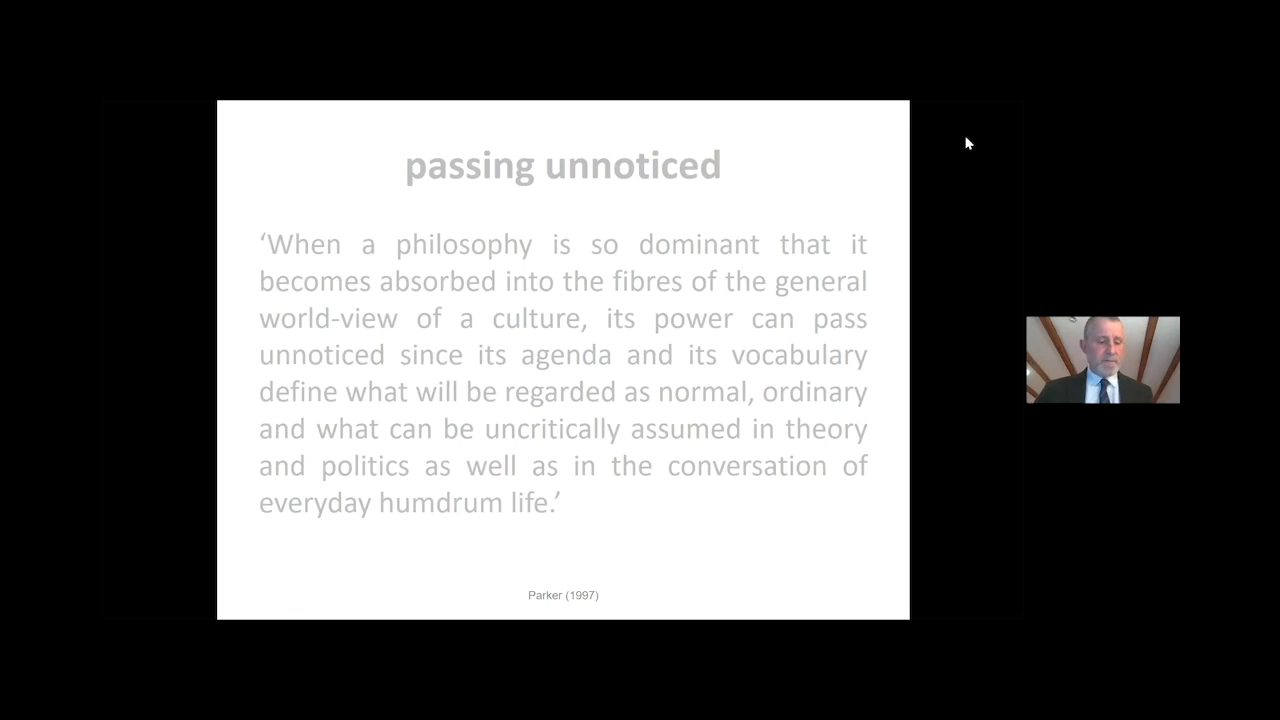 passing unnoticed
‘When a philosophy is so dominant that it
becomes absorbed into the fibres of the general
world-view of a culture, its power can pass
unnoticed since its agenda and its vocabulary
define what will be regarded as normal, ordinary
and what can be uncritically assumed in theory
and politics as well as in the conversation of
everyday humdrum life.’
Parker (1997)